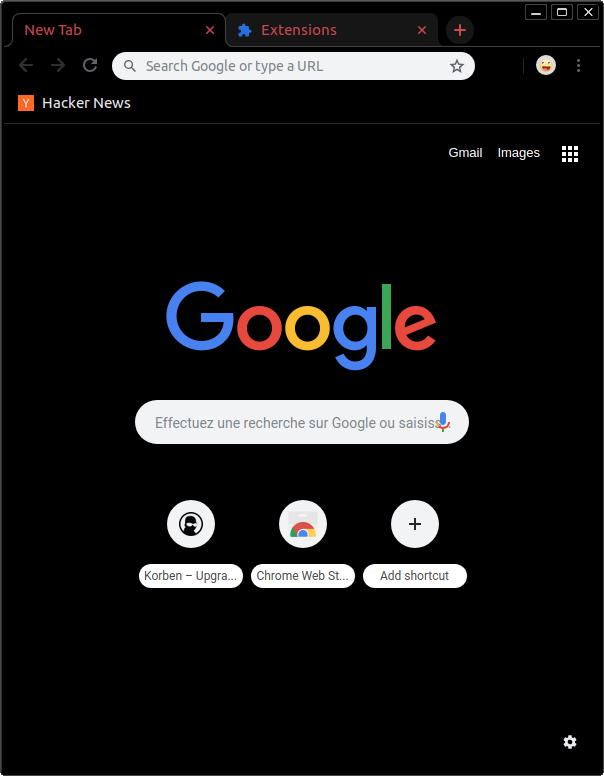 New Tab
Extensions
Search Google or type a URL
Y Hacker News
Gmail Images
Google
Effectuez une recherche sur Google ou saisiss...
Korben – Upgra...
Chrome Web St...
Add shortcut